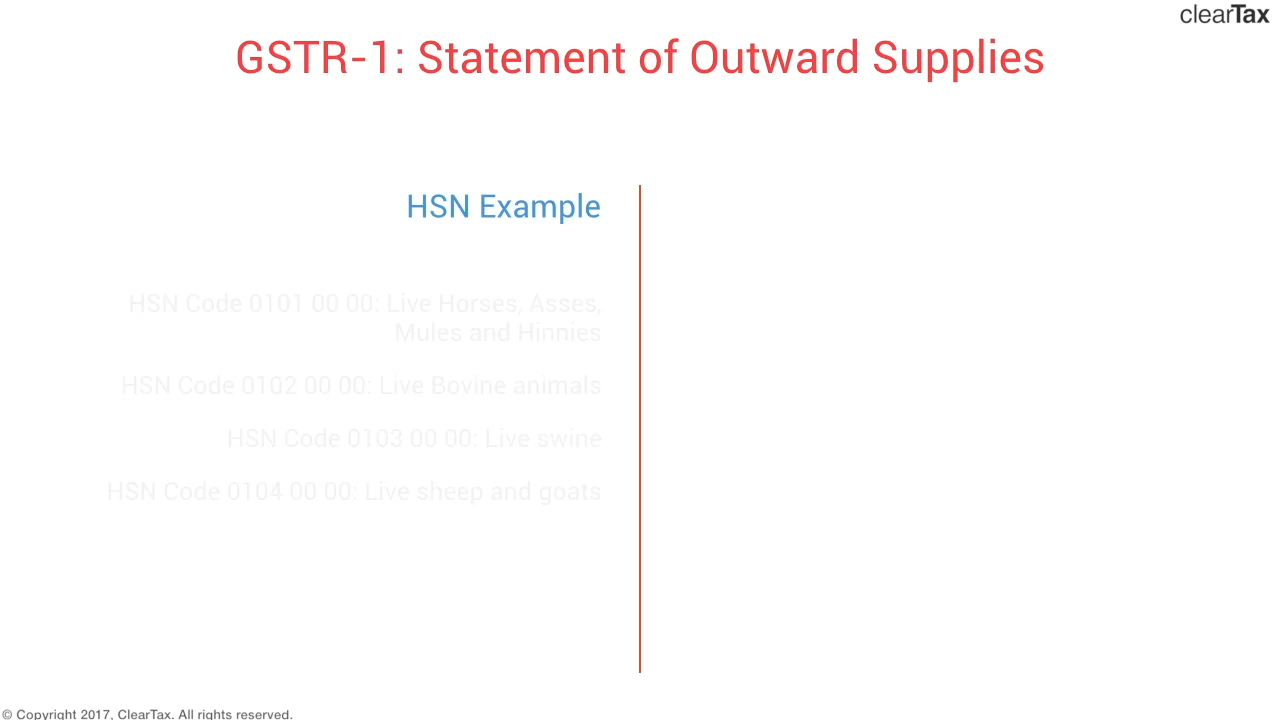 clearTax
GSTR-1: Statement of Outward Supplies
HSN Example
HSN Code 0101 00 00: Live Horses, Asses,
Mules and Hinnies
HSN Code 0102 00 00: Live Bovine animals
HSN Code 0103 00 00: Live swine
HSN Code 0104 00 00: Live sheep and goats
© Copyright 2017, ClearTax. All rights reserved.